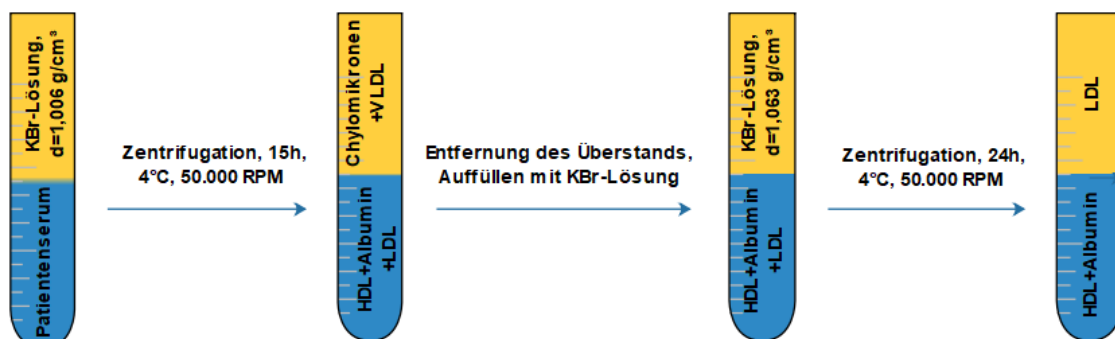 KBr-Lösung,
d=1,006 g/cm³
Patientenserum
Zentrifugation, 15h,
4°C, 50.000 RPM
Chylomikronen
+VLDL
HDL+Albumin
+LDL
Entfernung des Überstands,
Auffüllen mit KBr-Lösung
KBr-Lösung,
d=1,063 g/cm³
HDL+Albumin
+LDL
Zentrifugation, 24h,
4°C, 50.000 RPM
LDL
HDL+Albumin